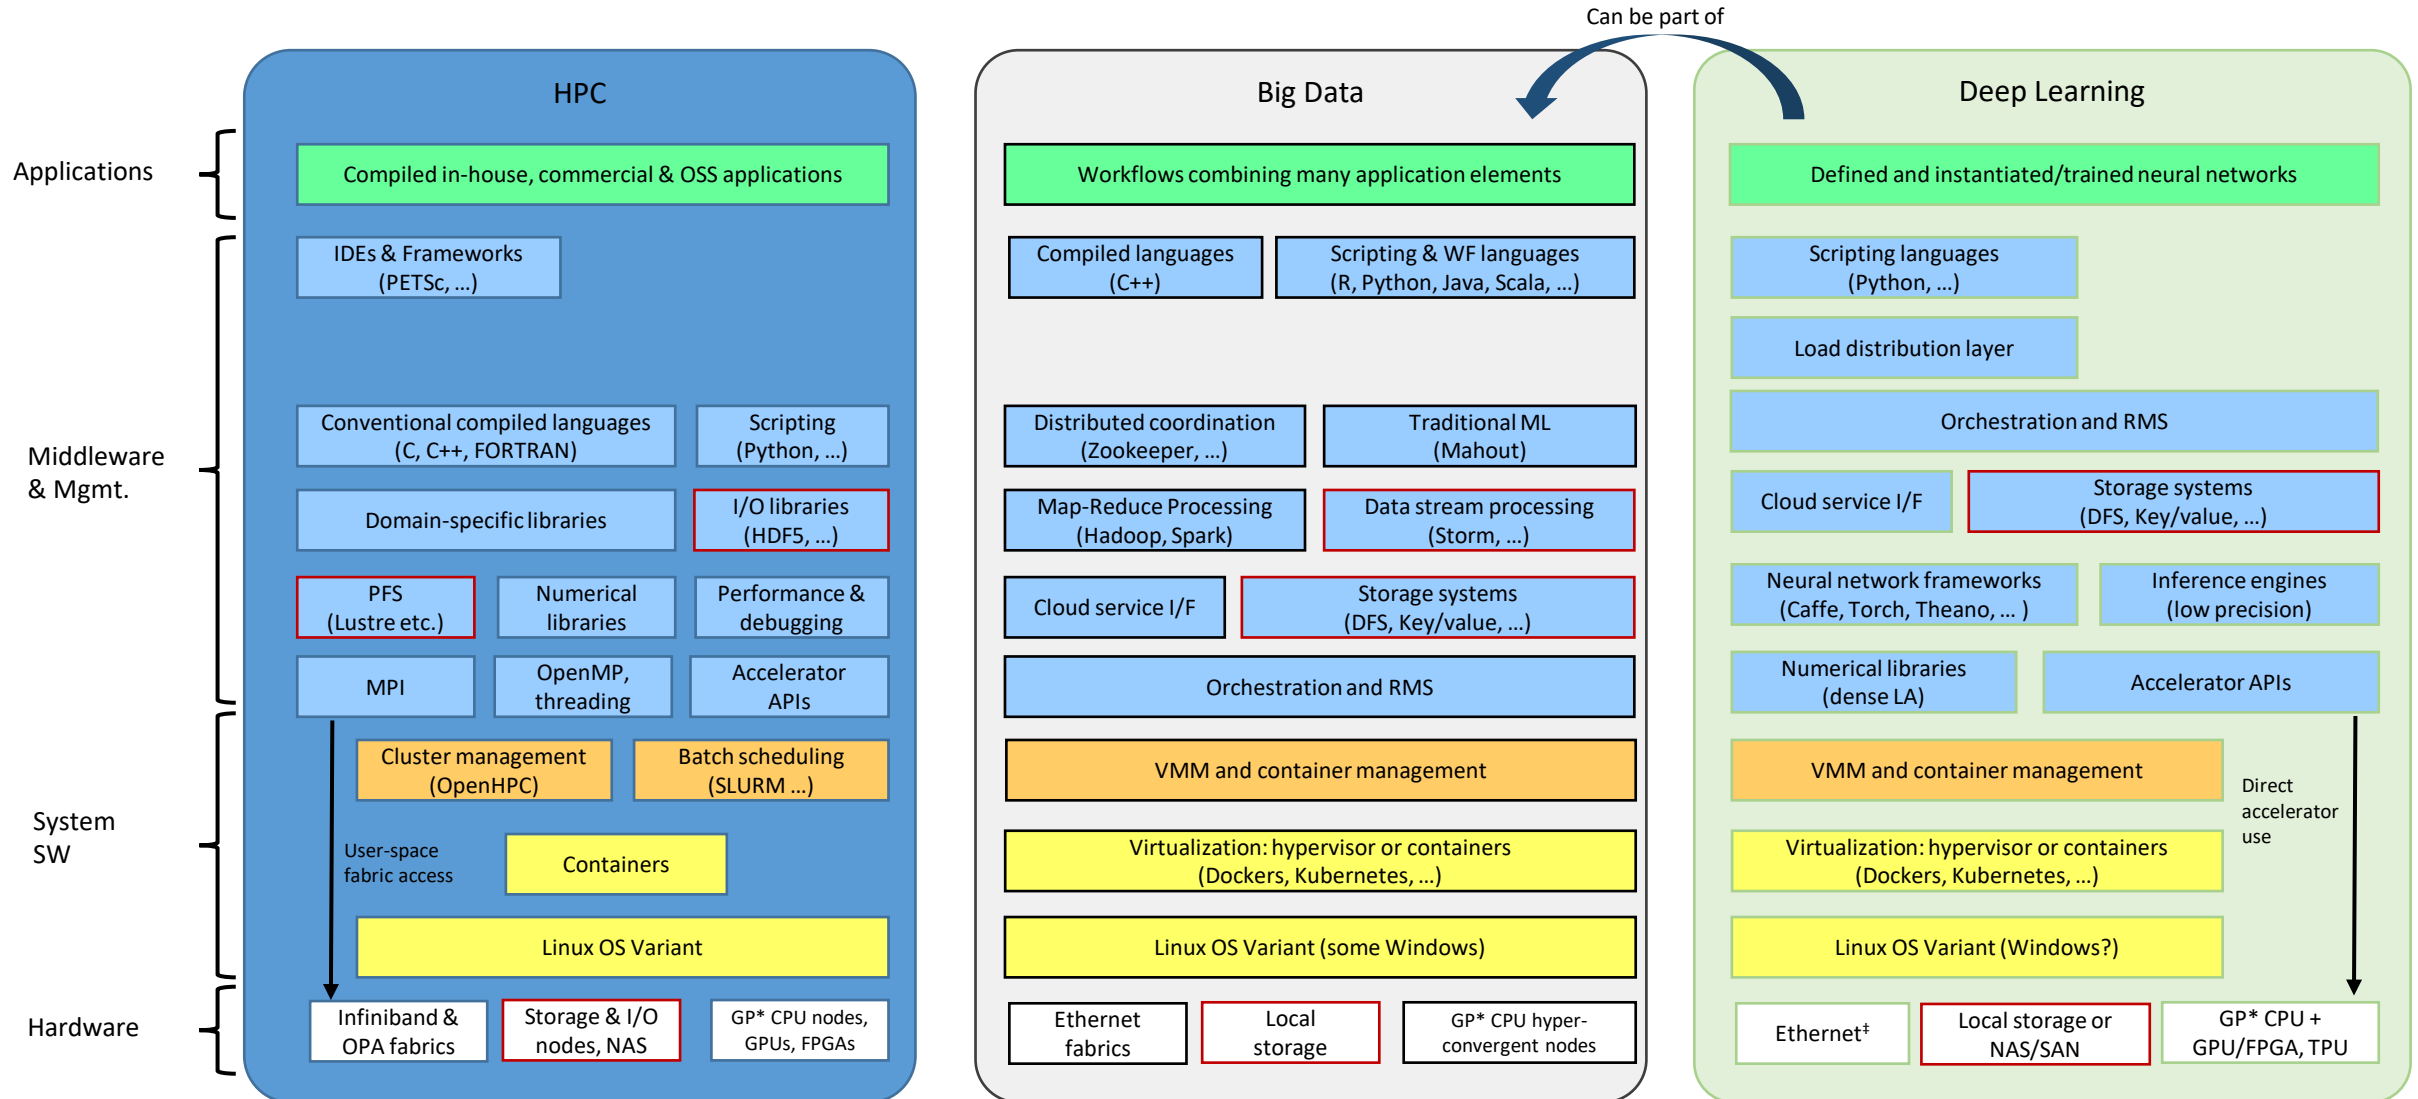 Can be part of
HPC
Big Data
Deep Learning
Applications
Compiled in-house, commercial & OSS applications
Workflows combining many application elements
Defined and instantiated/trained neural networks
Middleware
& Mgmt.
IDEs & Frameworks
(PETSc, ...)
Conventional compiled languages
(C, C++, FORTRAN)
Scripting
(Python, ...)
Domain-specific libraries
I/O libraries
(HDF5, ...)
PFS
(Lustre etc.)
Numerical
libraries
Performance &
debugging
MPI
OpenMP,
threading
Accelerator
APIs
Compiled languages
(C++)
Scripting & WF languages
(R, Python, Java, Scala, ...)
Distributed coordination
(Zookeeper, ...)
Traditional ML
(Mahout)
Map-Reduce Processing
(Hadoop, Spark)
Data stream processing
(Storm, ...)
Cloud service I/F
Storage systems
(DFS, Key/value, ...)
Orchestration and RMS
Scripting languages
(Python, ...)
Load distribution layer
Orchestration and RMS
Cloud service I/F
Storage systems
(DFS, Key/value, ...)
Neural network frameworks
(Caffe, Torch, Theano, ... )
Inference engines
(low precision)
Numerical libraries
(dense LA)
Accelerator APIs
System
SW
Cluster management
(OpenHPC)
Batch scheduling
(SLURM ...)
User-space
fabric access
Containers
Linux OS Variant
VMM and container management
Virtualization: hypervisor or containers
(Dockers, Kubernetes, ...)
Linux OS Variant (some Windows)
VMM and container management
Direct
accelerator
use
Virtualization: hypervisor or containers
(Dockers, Kubernetes, ...)
Linux OS Variant (Windows?)
Hardware
Infiniband &
OPA fabrics
Storage & I/O
nodes, NAS
GP* CPU nodes,
GPUs, FPGAs
Ethernet
fabrics
Local
storage
GP* CPU hyper-
convergent nodes
Ethernet‡
Local storage or
NAS/SAN
GP* CPU +
GPU/FPGA, TPU